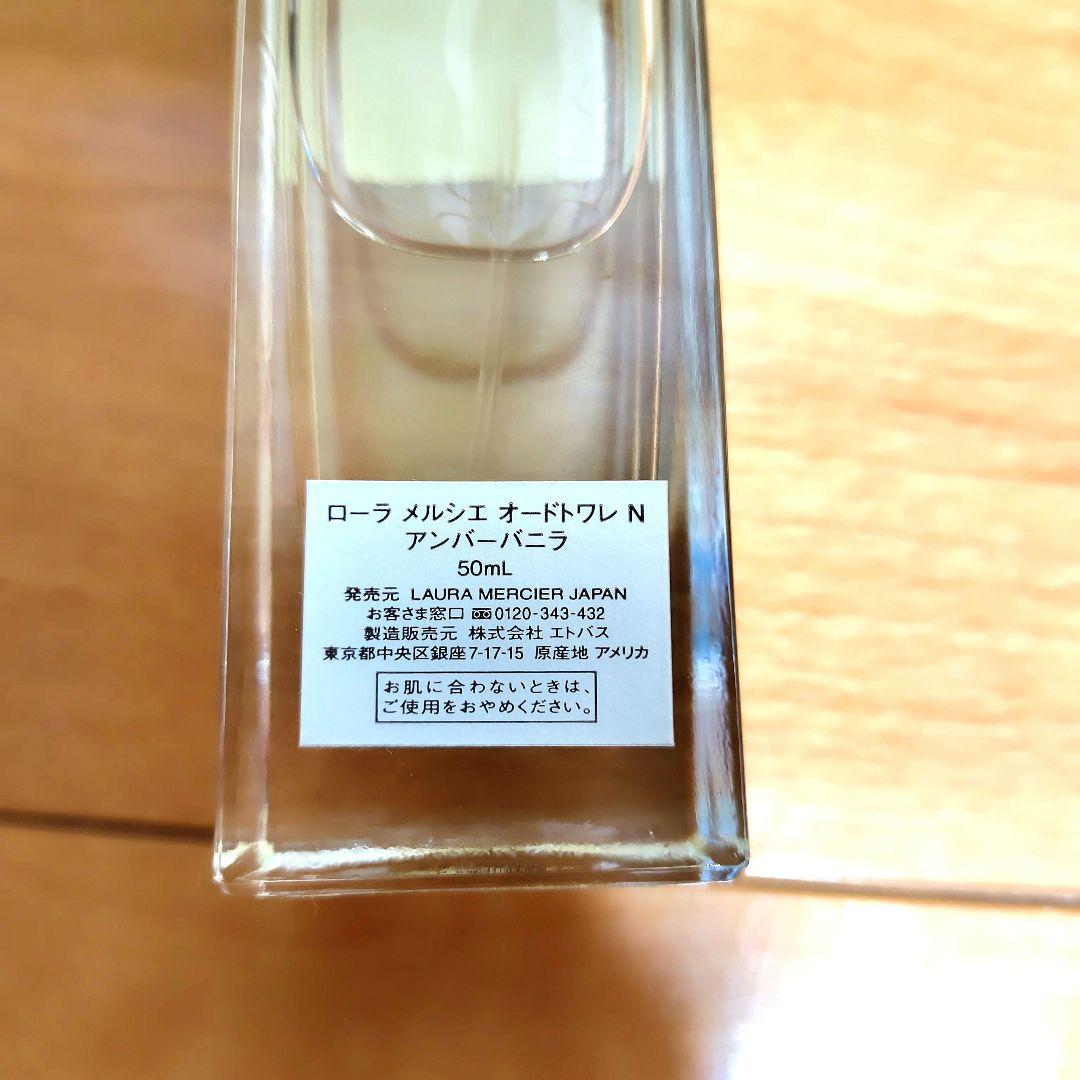 ローラ メルシエ オードトワレ N
アンバーバニラ
50mL
発売元 LAURA MERCIER JAPAN
お客さま窓口 0120-343-432
製造販売元 株式会社 エトバス
東京都中央区銀座7-17-15 原産地 アメリカ
お肌に合わないときは、
ご使用をおやめください。